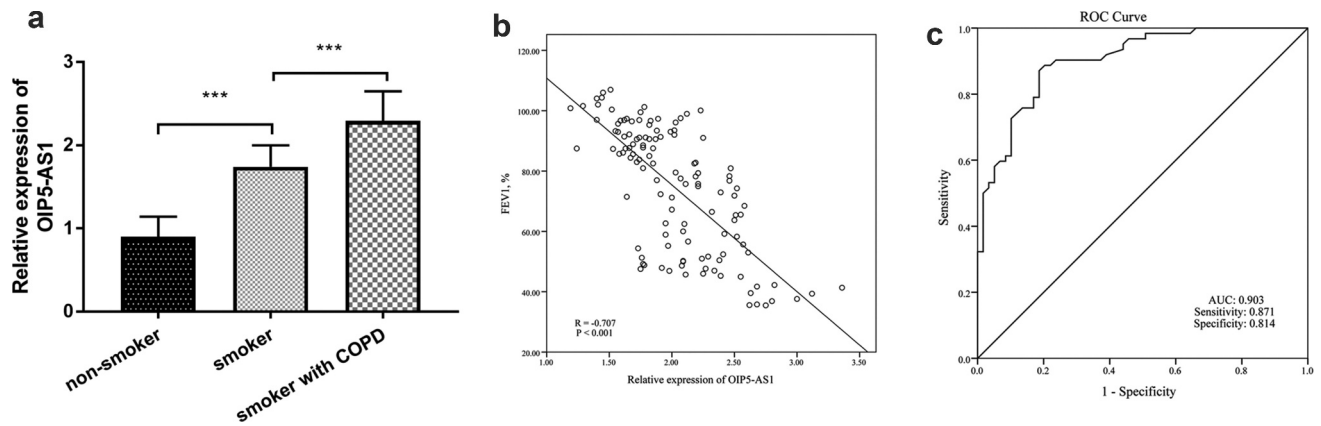 a
Relative expression of
OIP5-AS1
3
2
1
0
***
***
non-smoker
smoker
smoker with COPD
b
FEV1, %
120.00
100.00
80.00
60.00
40.00
20.00
R = -0.707
P < 0.001
1.00
1.50
2.00
2.50
3.00
3.50
Relative expression of OIP5-AS1
c
ROC Curve
Sensitivity
1.0
0.8
0.6
0.4
0.2
0.0
AUC: 0.903
Sensitivity: 0.871
Specificity: 0.814
0.0
0.2
0.4
0.6
0.8
1.0
1 - Specificity